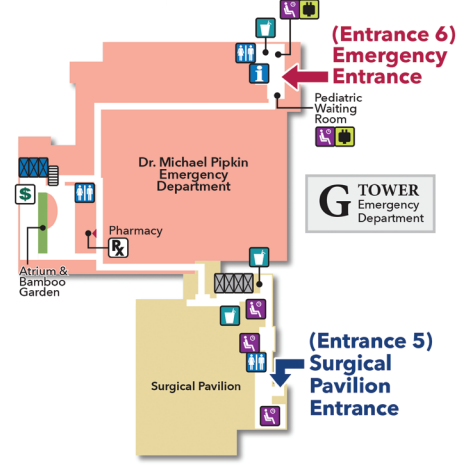 (Entrance 6)
Emergency
Entrance
Pediatric
Waiting
Room
Dr. Michael Pipkin
Emergency
Department
G TOWER
Emergency
Department
$
Pharmacy
Rx
Atrium &
Bamboo
Garden
(Entrance 5)
Surgical
Pavilion
Entrance
Surgical Pavilion